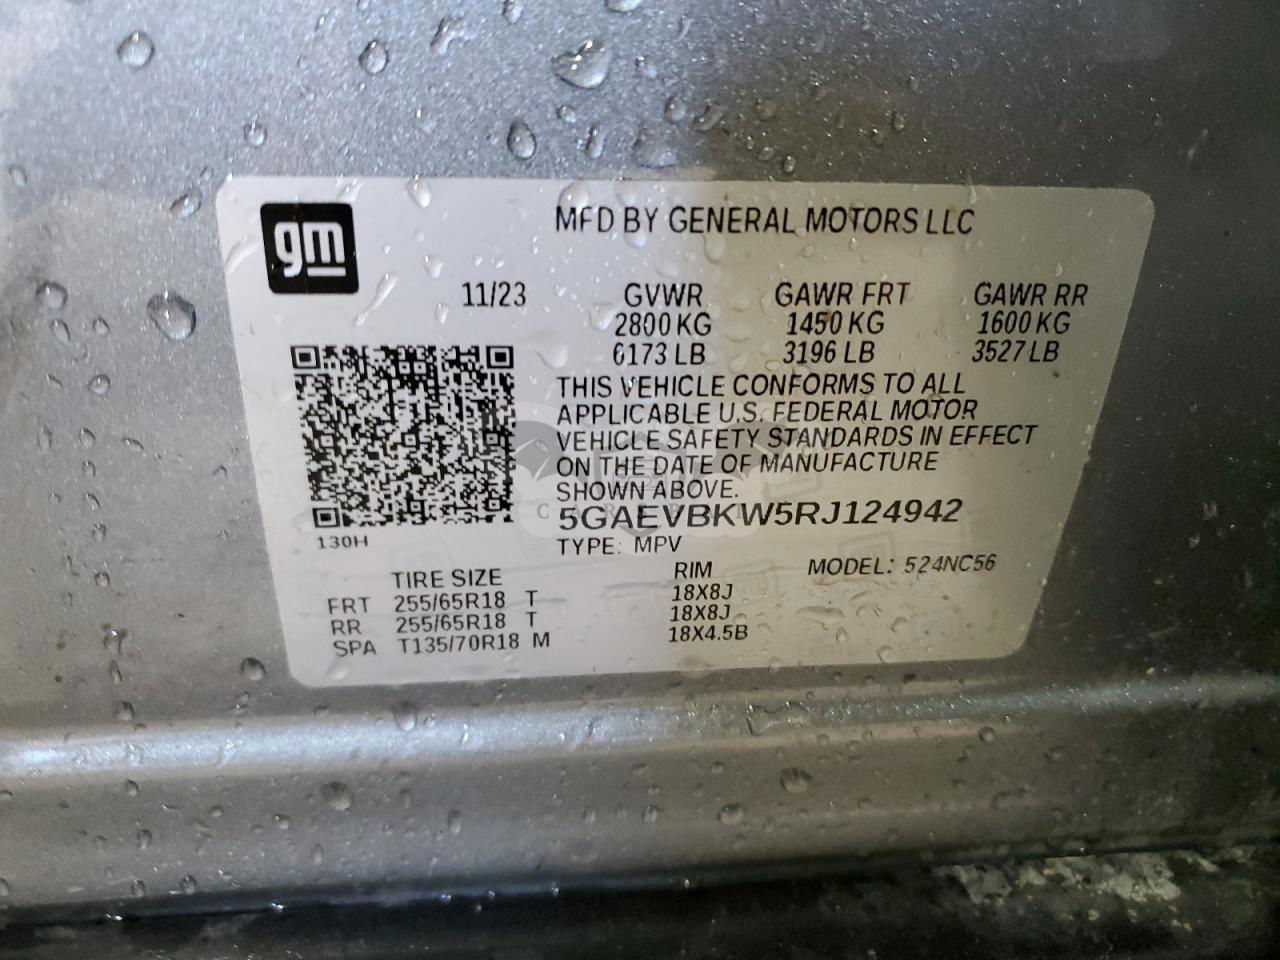 gm
MFD BY GENERAL MOTORS LLC
11/23 GVWR GAWR FRT GAWR RR
2800 KG 1450 KG 1600 KG
6173 LB 3196 LB 3527 LB
THIS VEHICLE CONFORMS TO ALL
APPLICABLE U.S. FEDERAL MOTOR
VEHICLE SAFETY STANDARDS IN EFFECT
ON THE DATE OF MANUFACTURE
SHOWN ABOVE.
5GAEVBKW5RJ124942
130H
TYPE: MPV MODEL: 524NC56
TIRE SIZE RIM
FRT 255/65R18 T 18X8J
RR 255/65R18 T 18X8J
SPA T135/70R18 M 18X4.5B